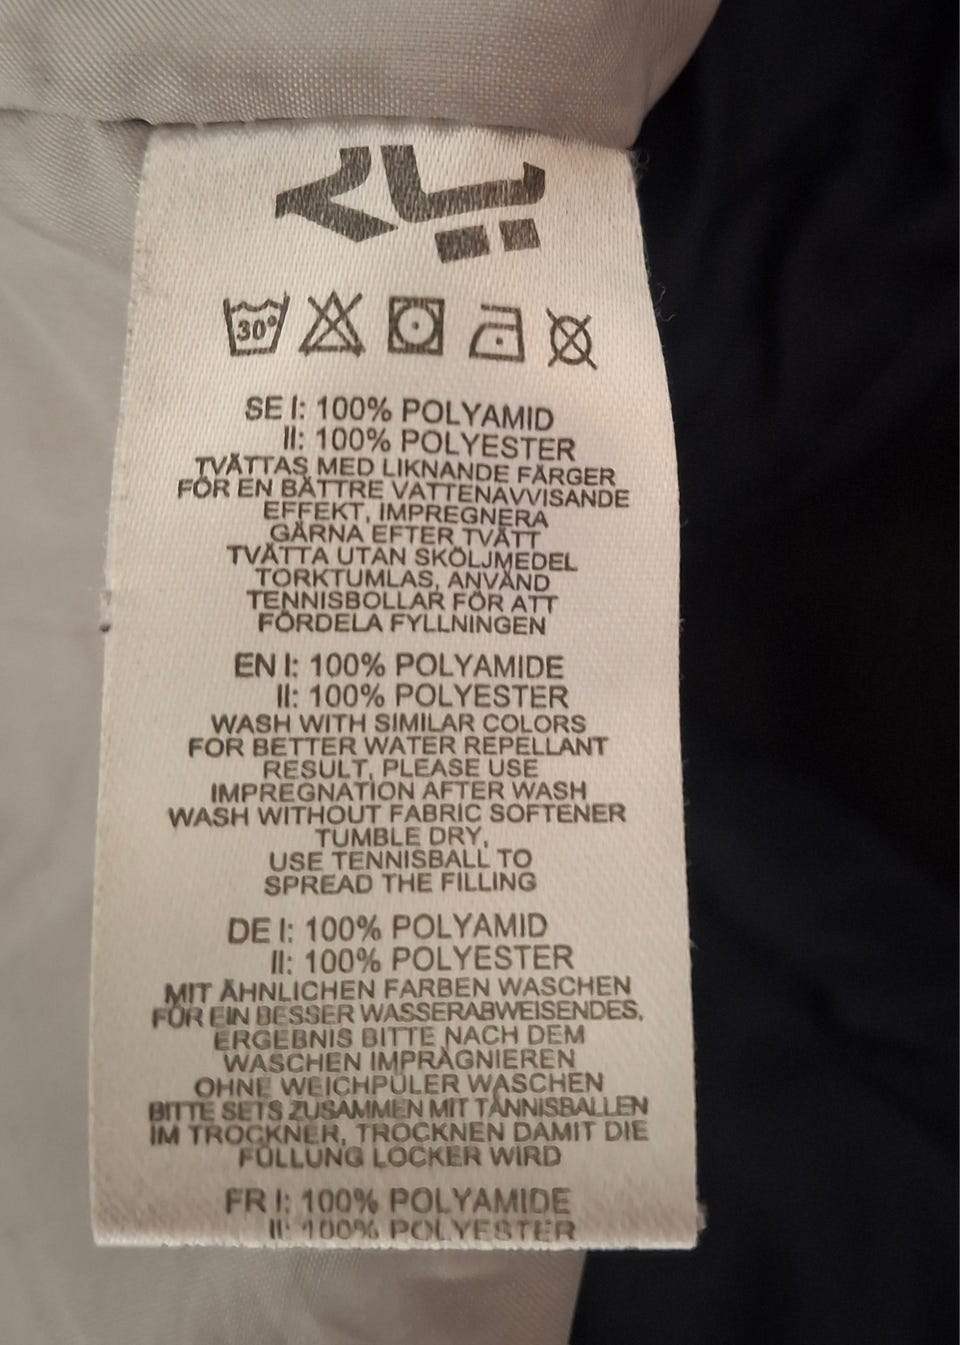 30°
SE I: 100% POLYAMID
II: 100% POLYESTER
TVÄTTAS MED LIKNANDE FÄRGER
FÖR EN BÄTTRE VATTENAVVISANDE
EFFEKT, IMPREGNERA
GÄRNA EFTER TVÄTT
TVÄTTA UTAN SKÖLJMEDEL
TORKTUMLAS, ANVÄND
TENNISBOLLAR FÖR ATT
FÖRDELA FYLLNINGEN
EN I: 100% POLYAMIDE
II: 100% POLYESTER
WASH WITH SIMILAR COLORS
FOR BETTER WATER REPELLANT
RESULT, PLEASE USE
IMPREGNATION AFTER WASH
WASH WITHOUT FABRIC SOFTENER
TUMBLE DRY,
USE TENNISBALL TO
SPREAD THE FILLING
DE I: 100% POLYAMID
II: 100% POLYESTER
MIT ÄHNLICHEN FARBEN WASCHEN
FÜR EIN BESSER WASSERABWEISENDES,
ERGEBNIS BITTE NACH DEM
WASCHEN IMPRÄGNIEREN
OHNE WEICHPÜLER WASCHEN
BITTE SETS ZUSAMMEN MIT TÄNNISBALLEN
IM TROCKNER, TROCKNEN DAMIT DIE
FÜLLUNG LOCKER WIRD
FR I: 100% POLYAMIDE
II: 100% POLYESTER